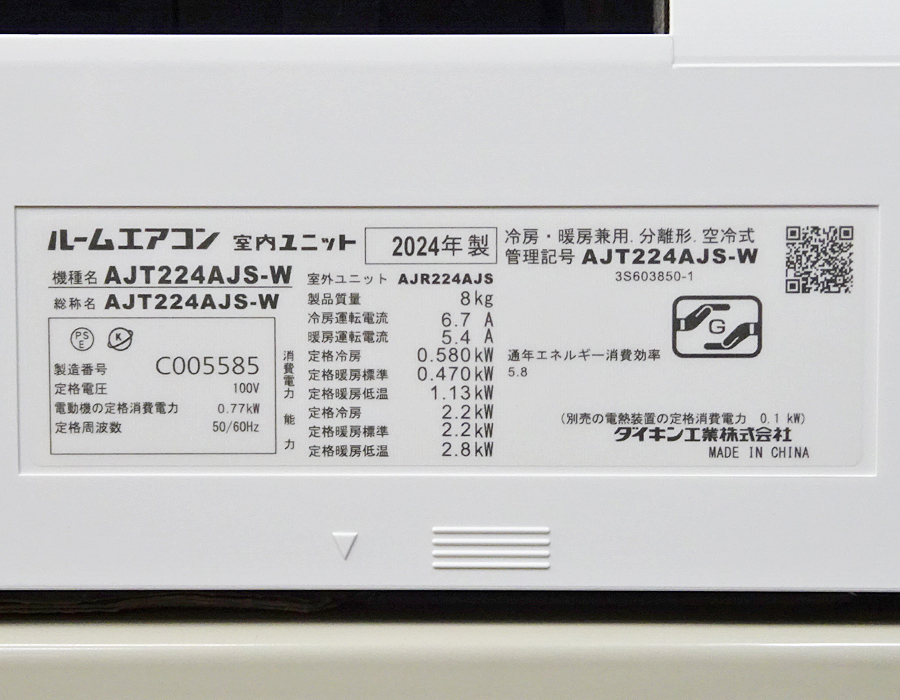 ルームエアコン 室内ユニット
2024年 製
機種名 AJT224AJS-W
総称名 AJT224AJS-W
PS
E
K
製造番号 C005585
定格電圧 100V
電動機の定格消費電力 0.77kW
定格周波数 50/60Hz
室外ユニット AJR224AJS
製品質量 8kg
冷房運転電流 6.7 A
暖房運転電流 5.4 A
消費電力
定格冷房 0.580kW
定格暖房標準 0.470kW
定格暖房低温 1.13kW
能力
定格冷房 2.2kW
定格暖房標準 2.2kW
定格暖房低温 2.8kW
冷房・暖房兼用.分離形.空冷式
管理記号 AJT224AJS-W
3S603850-1
G
通年エネルギー消費効率
5.8
(別売の電熱装置の定格消費電力 0.1 kW)
ダイキン工業株式会社
MADE IN CHINA